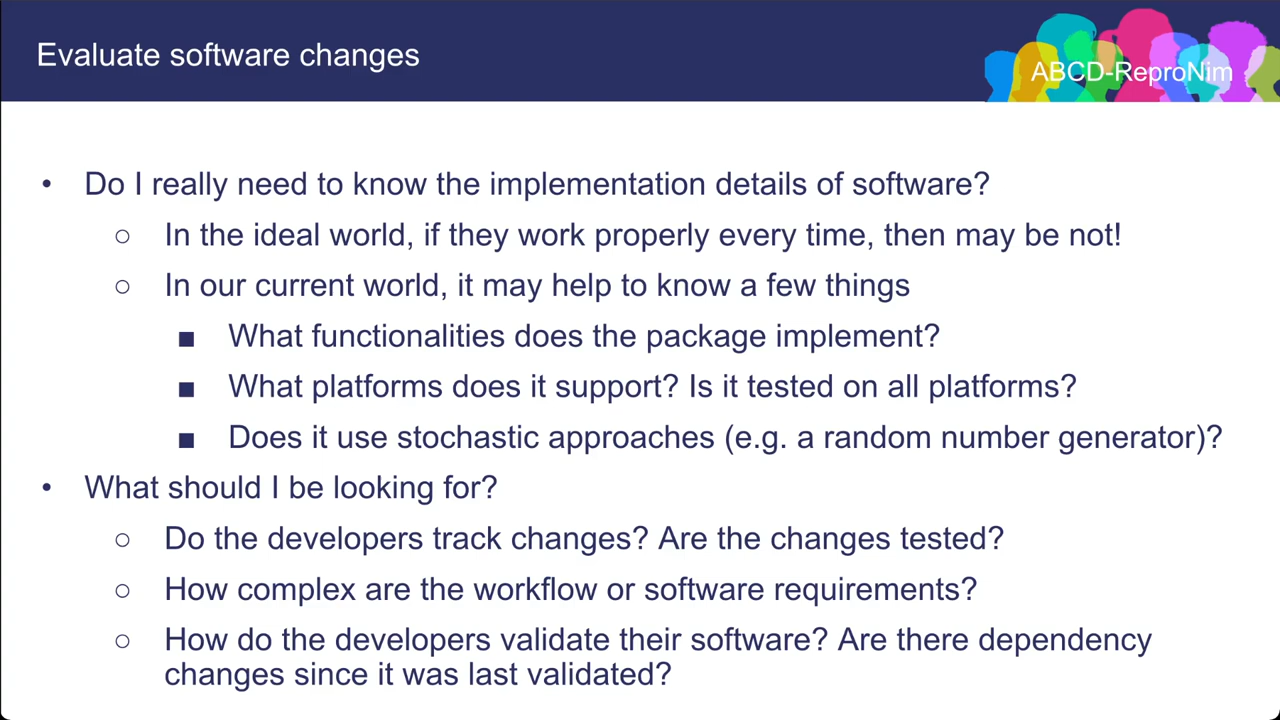 Evaluate software changes
ABCD-ReproNim
• Do I really need to know the implementation details of software?
○ In the ideal world, if they work properly every time, then may be not!
○ In our current world, it may help to know a few things
■ What functionalities does the package implement?
■ What platforms does it support? Is it tested on all platforms?
■ Does it use stochastic approaches (e.g. a random number generator)?
• What should I be looking for?
○ Do the developers track changes? Are the changes tested?
○ How complex are the workflow or software requirements?
○ How do the developers validate their software? Are there dependency
changes since it was last validated?